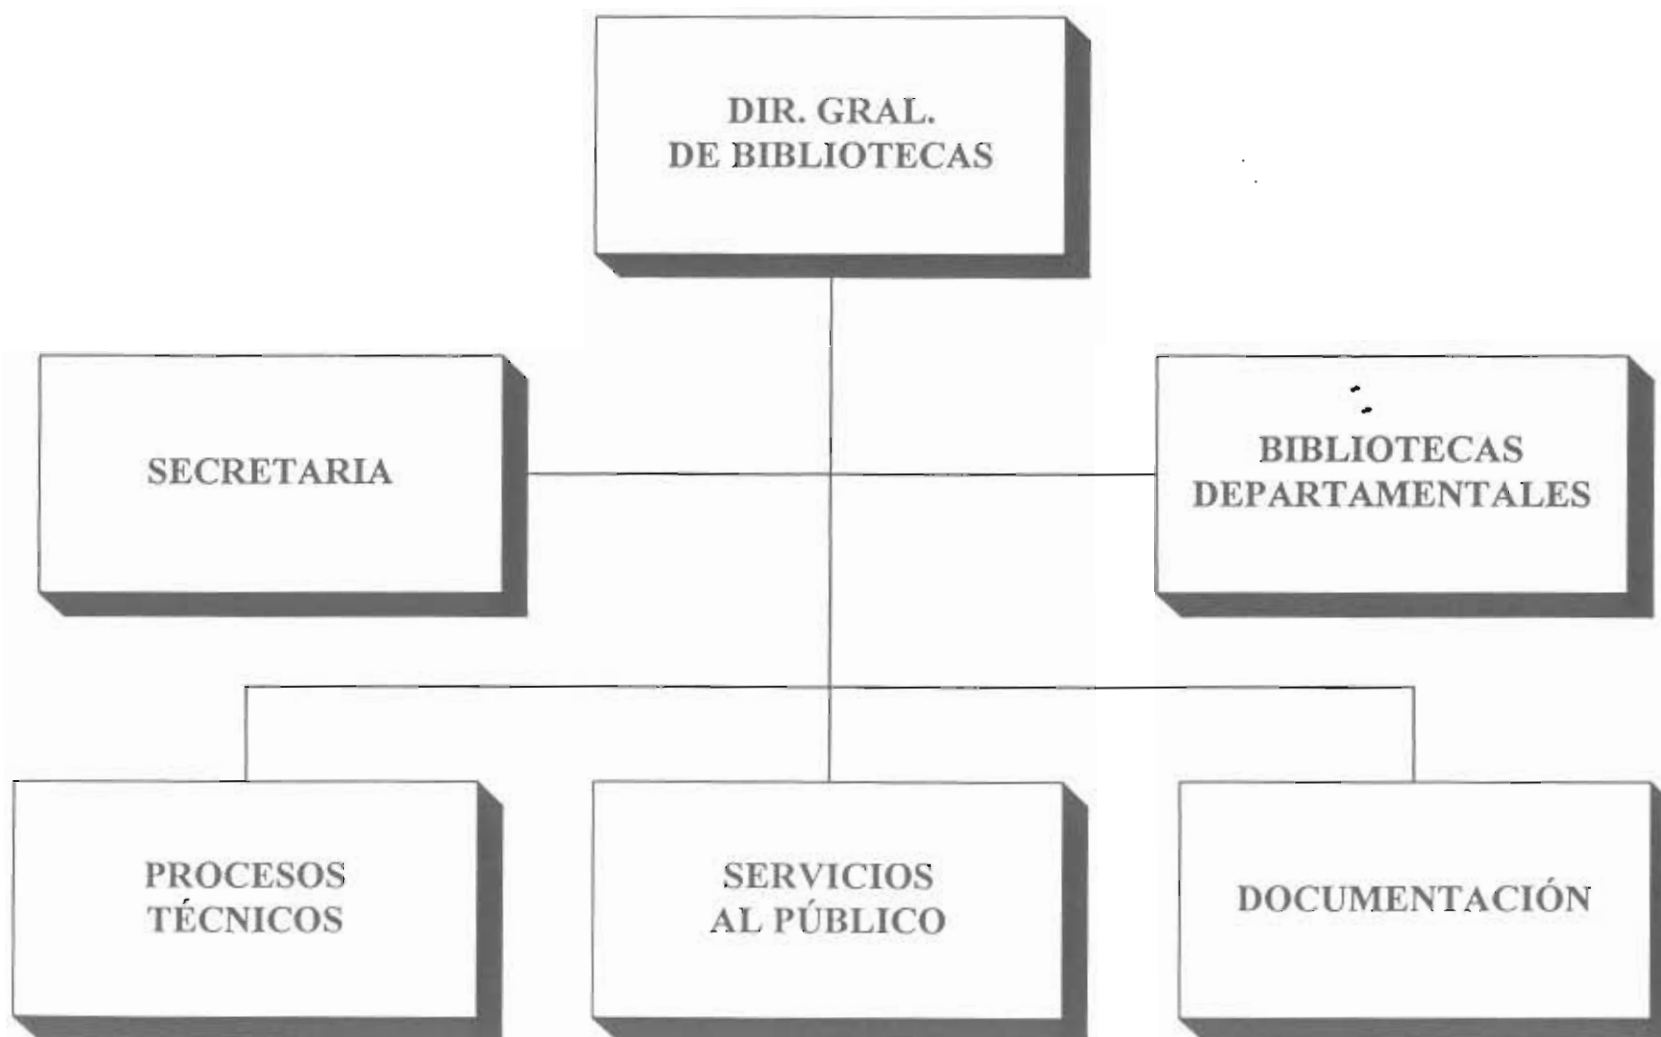 DIR. GRAL.
DE BIBLIOTECAS
SECRETARIA
BIBLIOTECAS
DEPARTAMENTALES
PROCESOS
TÉCNICOS
SERVICIOS
AL PÚBLICO
DOCUMENTACIÓN